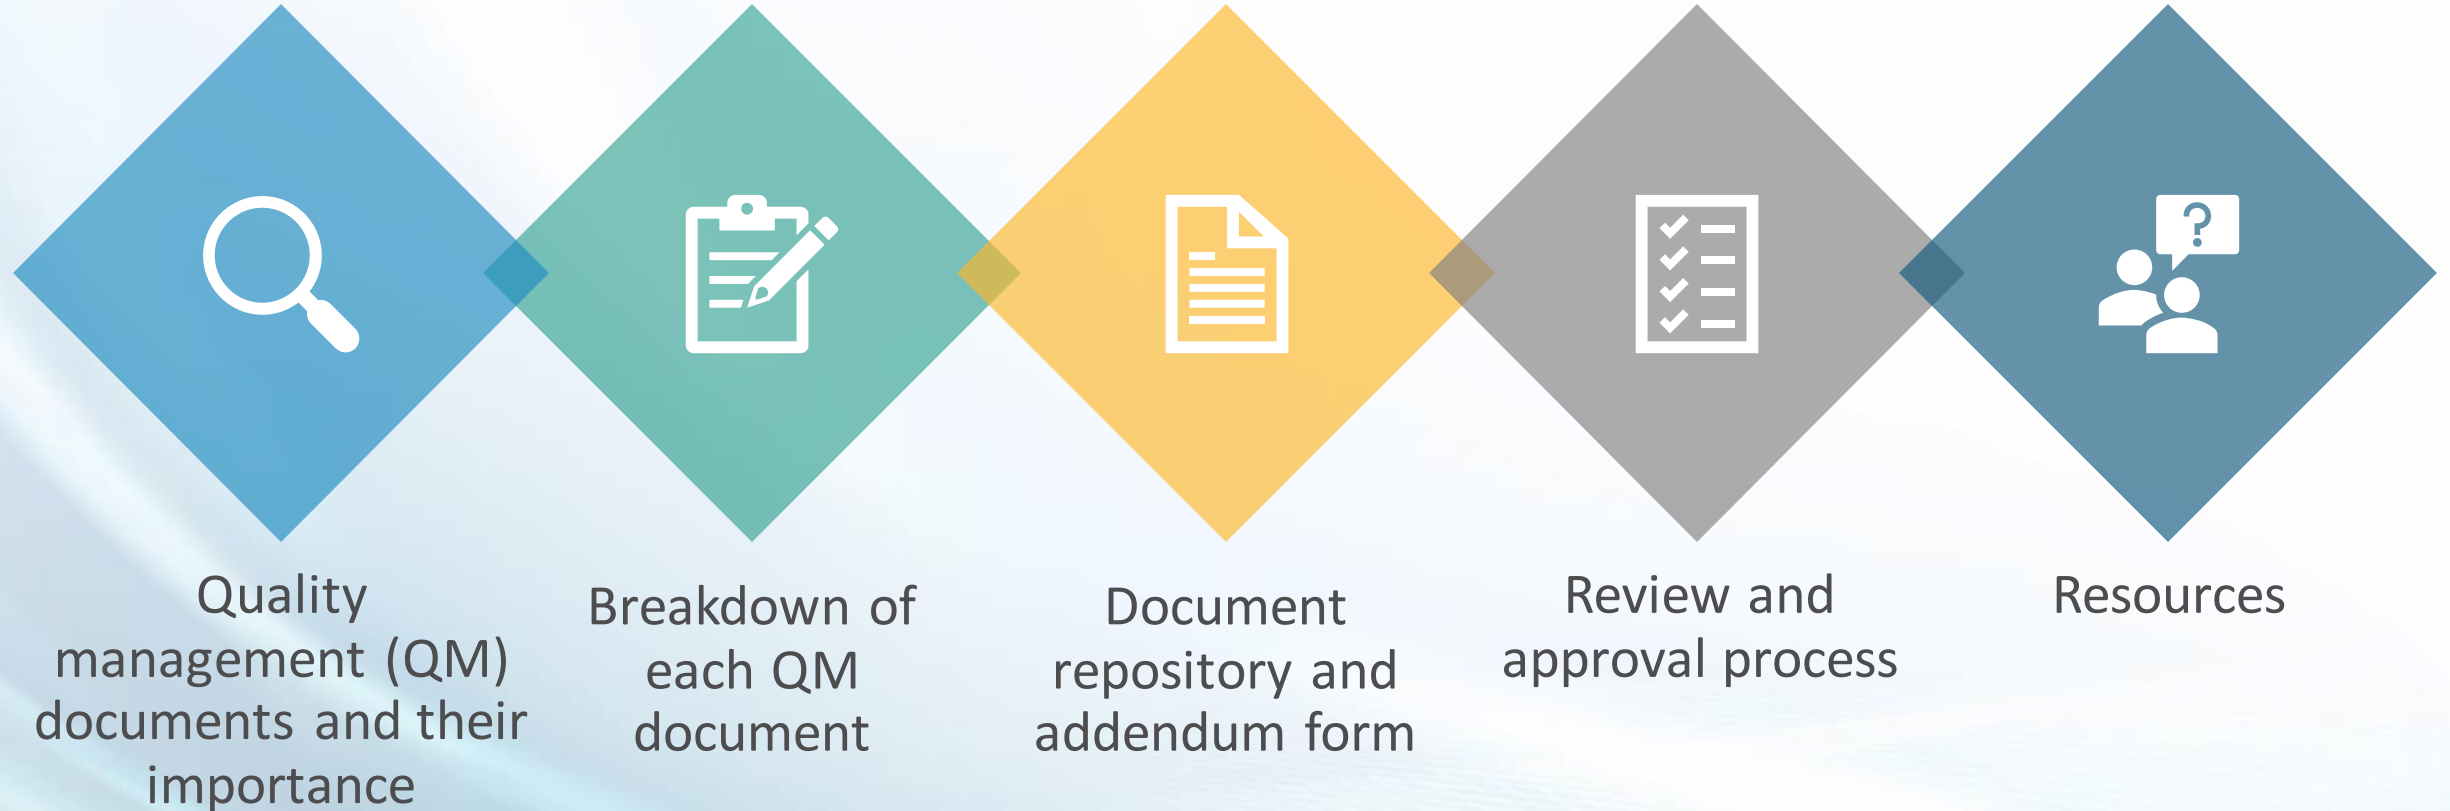 ?
Quality
management (QM)
documents and their
importance
Breakdown of
each QM
document
Document
repository and
addendum form
Review and
approval process
Resources